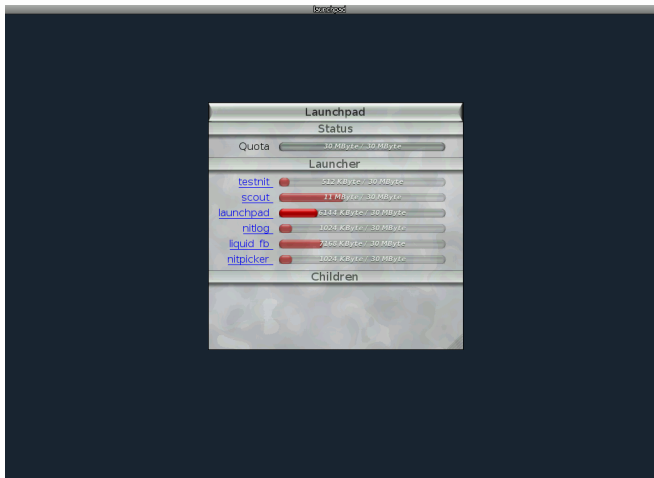 launchpad
Launchpad
Status
Quota 30 MByte / 30 MByte
Launcher
testnit 512 KByte / 30 MByte
scout 11 MByte / 30 MByte
launchpad 6144 KByte / 30 MByte
nitlog 1024 KByte / 30 MByte
liquid_fb 7268 KByte / 30 MByte
nitpicker 1024 KByte / 30 MByte
Children